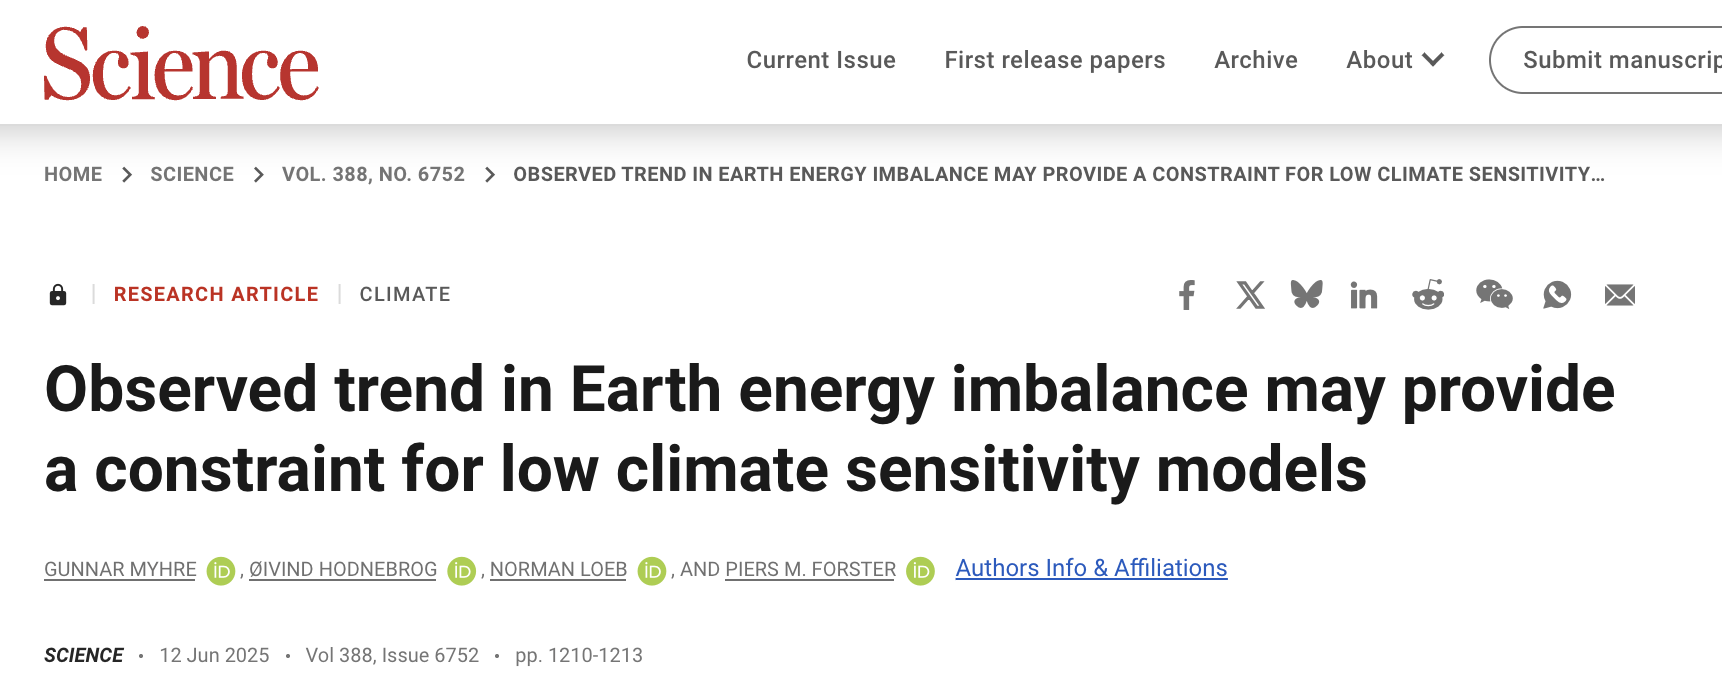 Science
Current Issue First release papers Archive About Submit manuscrip
HOME > SCIENCE > VOL. 388, NO. 6752 > OBSERVED TREND IN EARTH ENERGY IMBALANCE MAY PROVIDE A CONSTRAINT FOR LOW CLIMATE SENSITIVITY…
RESEARCH ARTICLE | CLIMATE
Observed trend in Earth energy imbalance may provide
a constraint for low climate sensitivity models
GUNNAR MYHRE iD, ØIVIND HODNEBROG iD, NORMAN LOEB iD, AND PIERS M. FORSTER iD Authors Info & Affiliations
SCIENCE • 12 Jun 2025 • Vol 388, Issue 6752 • pp. 1210-1213